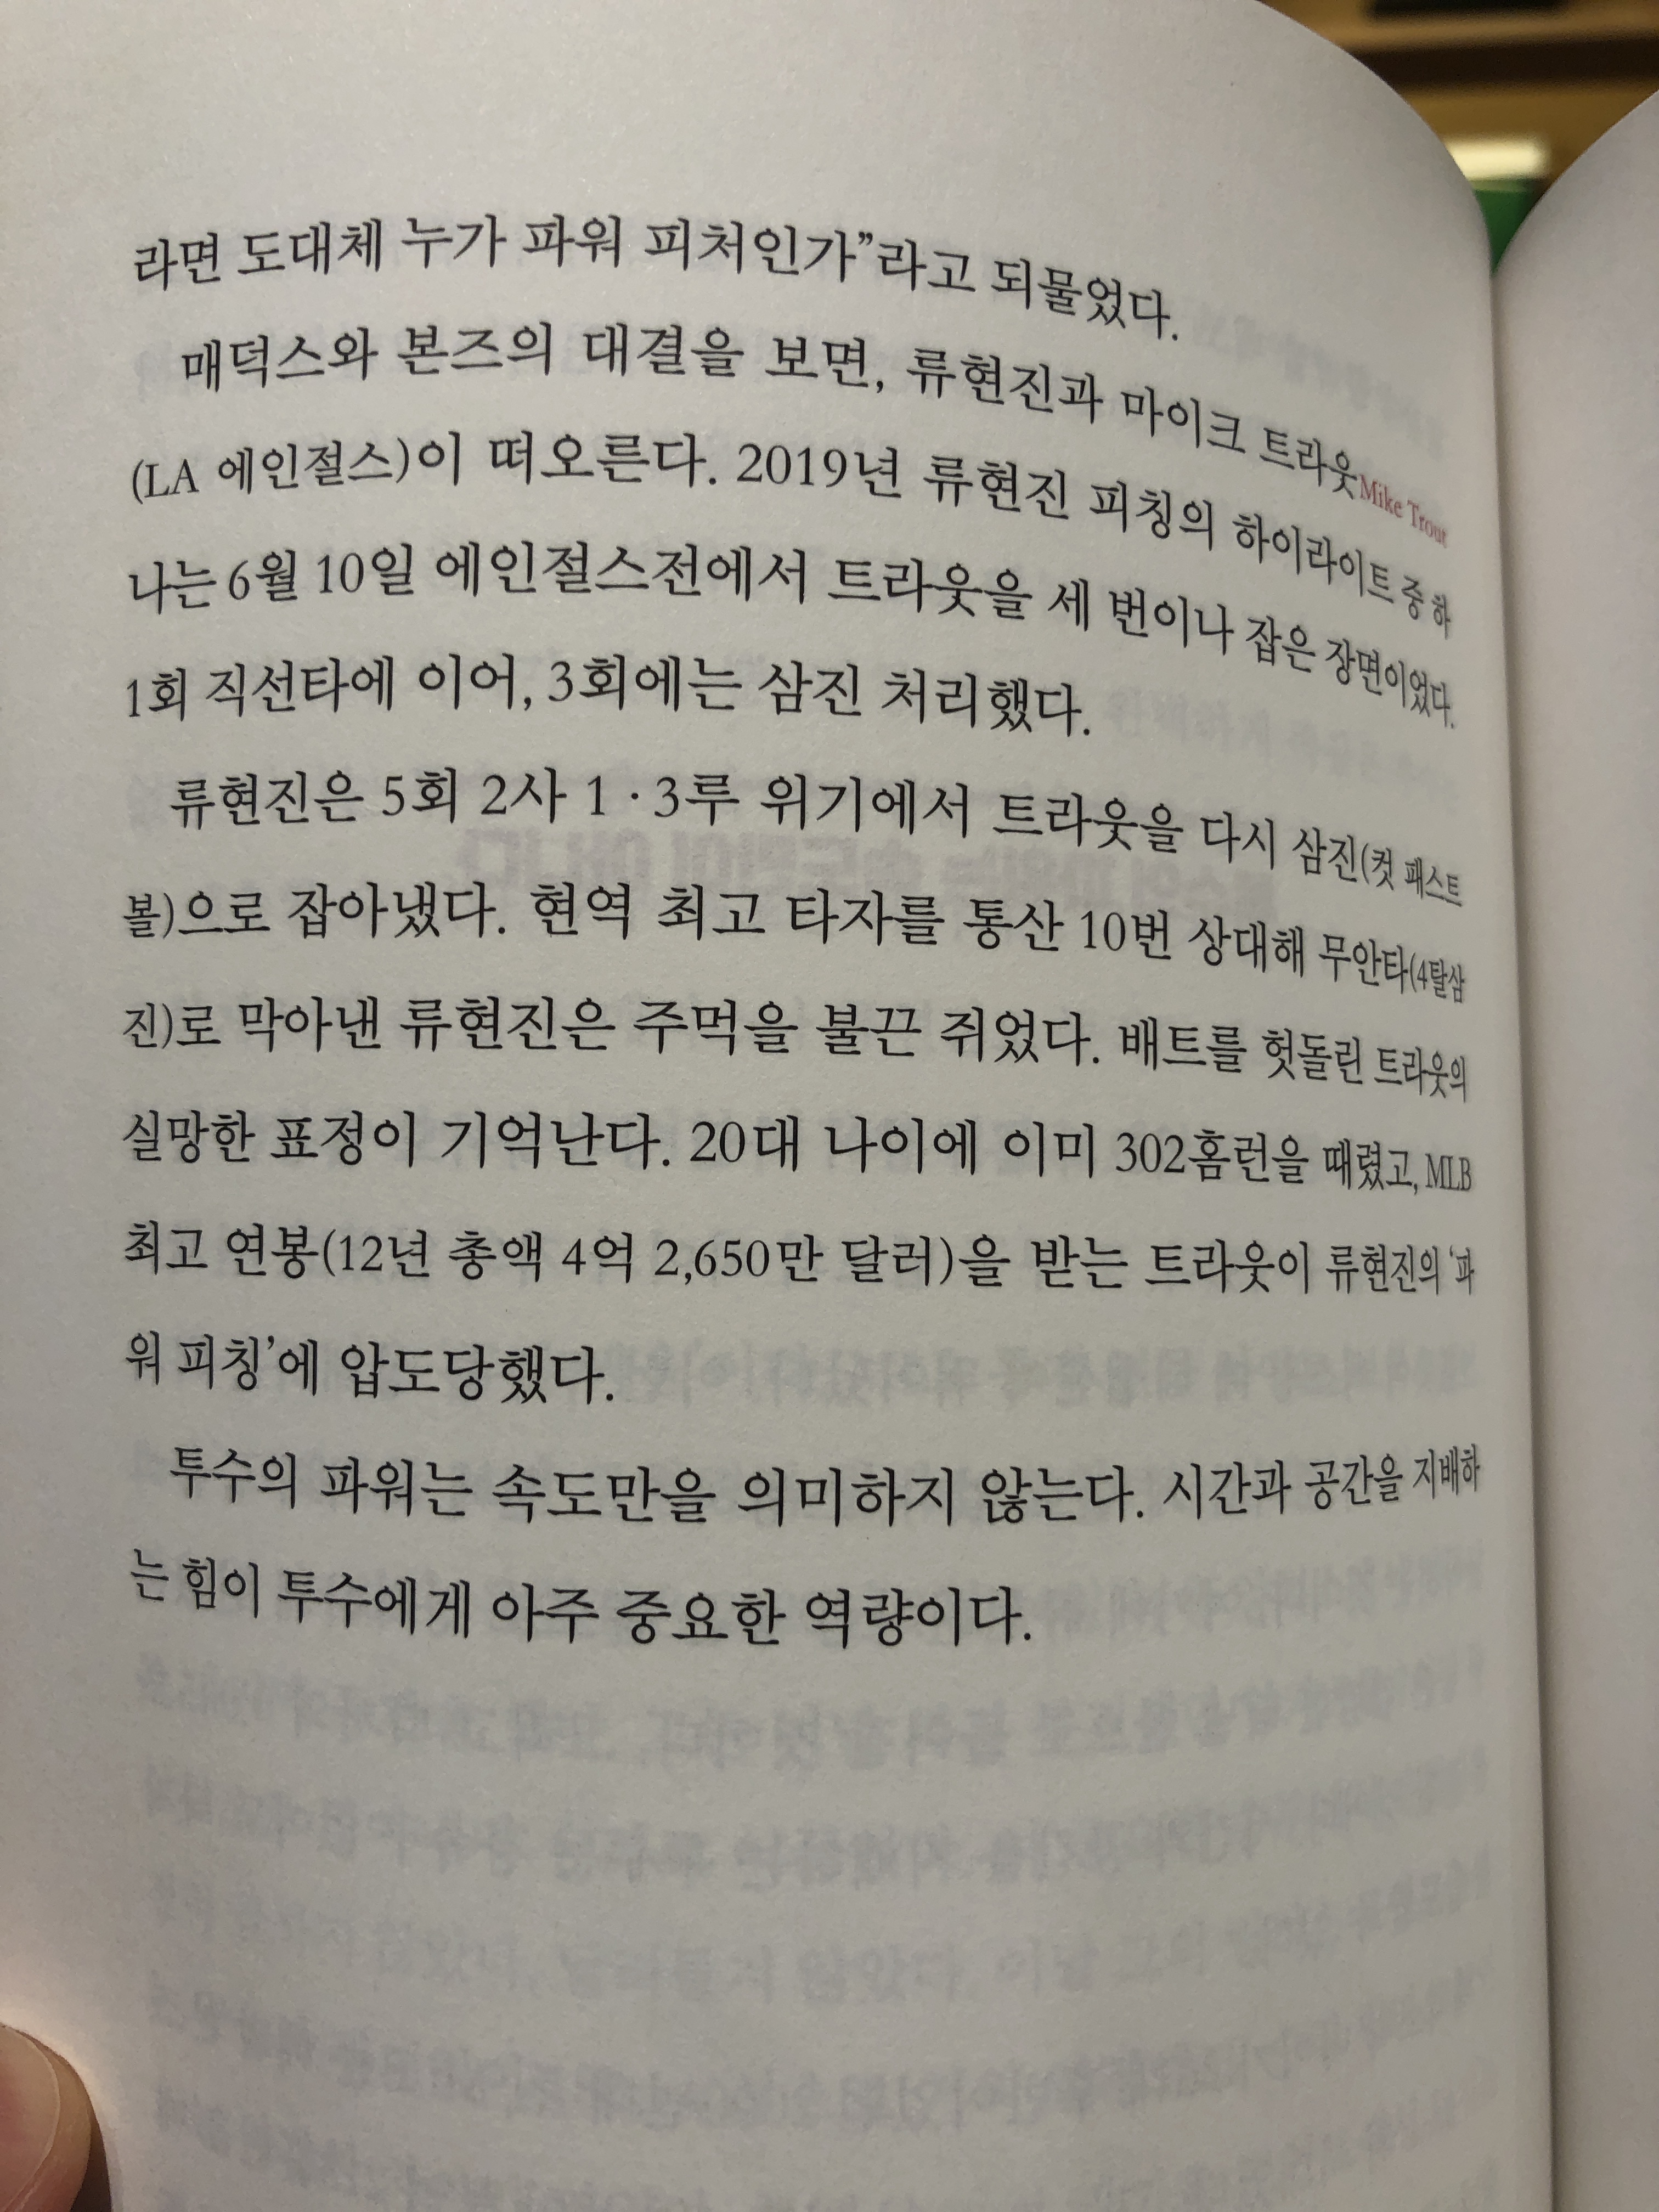 라면 도대체 누가 파워 피처인가”라고 되물었다.
매덕스와 본즈의 대결을 보면, 류현진과 마이크 트라웃Mike Trout
(LA 에인절스)이 떠오른다. 2019년 류현진 피칭의 하이라이트 중 하
나는 6월 10일 에인절스전에서 트라웃을 세 번이나 잡은 장면이었다.
1회 직선타에 이어, 3회에는 삼진 처리했다.
류현진은 5회 2사 1·3루 위기에서 트라웃을 다시 삼진(컷 패스트
볼)으로 잡아냈다. 현역 최고 타자를 통산 10번 상대해 무안타(4탈삼
진)로 막아낸 류현진은 주먹을 불끈 쥐었다. 배트를 헛돌린 트라웃의
실망한 표정이 기억난다. 20대 나이에 이미 302홈런을 때렸고, MLB
최고 연봉(12년 총액 4억 2,650만 달러)을 받는 트라웃이 류현진의 ‘파
워 피칭’에 압도당했다.
투수의 파워는 속도만을 의미하지 않는다. 시간과 공간을 지배하
는 힘이 투수에게 아주 중요한 역량이다.